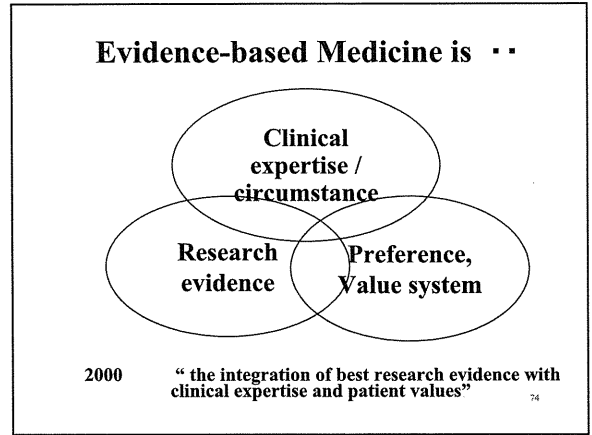 Evidence-based Medicine is ··
Clinical
expertise /
circumstance
Research
evidence
Preference,
Value system
2000 “ the integration of best research evidence with
clinical expertise and patient values”
74